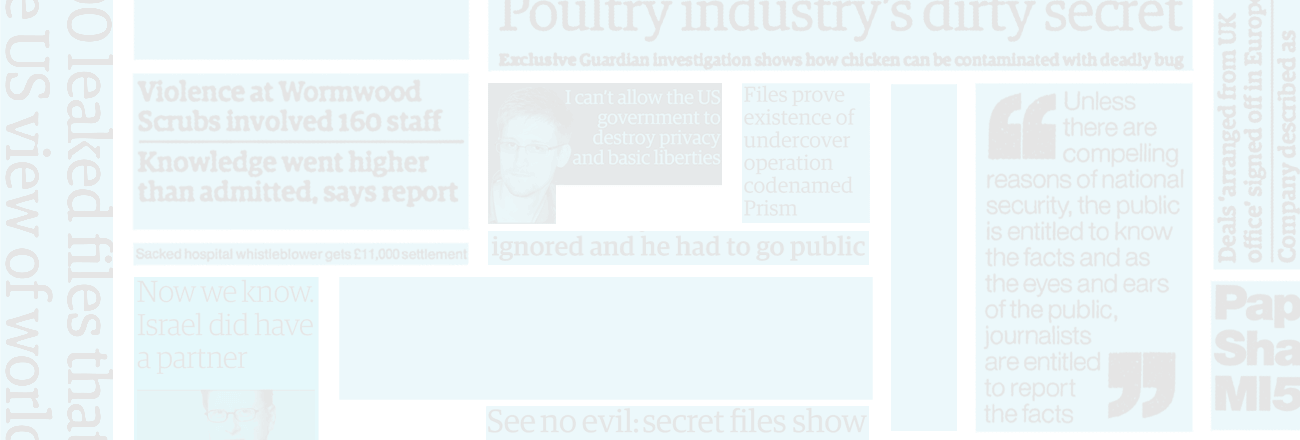 00 leaked files that
e US view of world
Violence at Wormwood
Scrubs involved 160 staff
Knowledge went higher
than admitted, says report
Sacked hospital whistleblower gets £11,000 settlement
Now we know.
Israel did have
a partner
Poultry industry's dirty secret
Exclusive Guardian investigation shows how chicken can be contaminated with deadly bug
I can't allow the US
government to
destroy privacy
and basic liberties
Files prove
existence of
undercover
operation
codenamed
Prism
ignored and he had to go public
See no evil: secret files show
“Unless
there are
compelling
reasons of national
security, the public
is entitled to know
the facts and as
the eyes and ears
of the public,
journalists
are entitled
to report
the facts”
Deals ‘arranged from UK
office’ signed off in Europe
Company described as
Pap
Sha
MI5